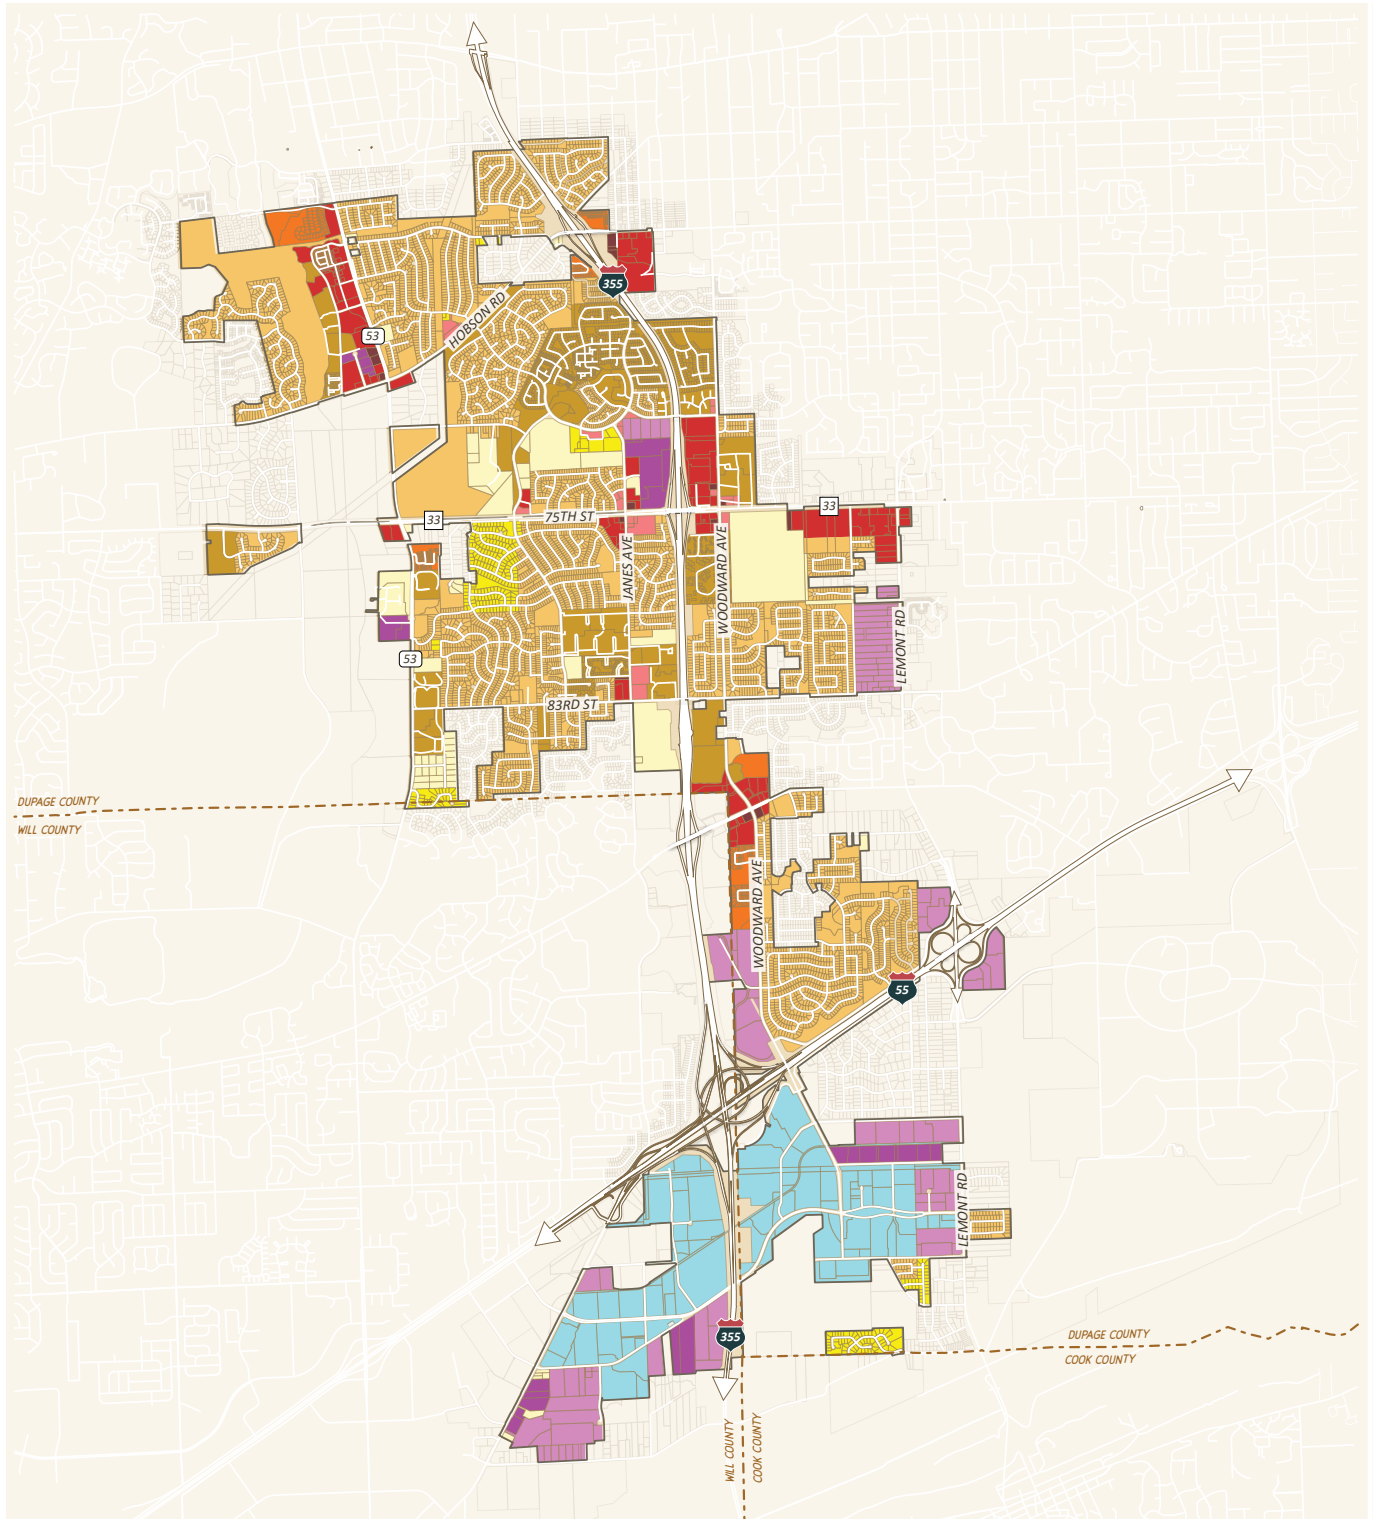 355
HOBSON RD
53
33
75TH ST
33
JANES AVE
WOODWARD AVE
LEMONT RD
53
83RD ST
DUPAGE COUNTY
WILL COUNTY
WOODWARD AVE
55
LEMONT RD
355
DUPAGE COUNTY
COOK COUNTY
WILL COUNTY
COOK COUNTY